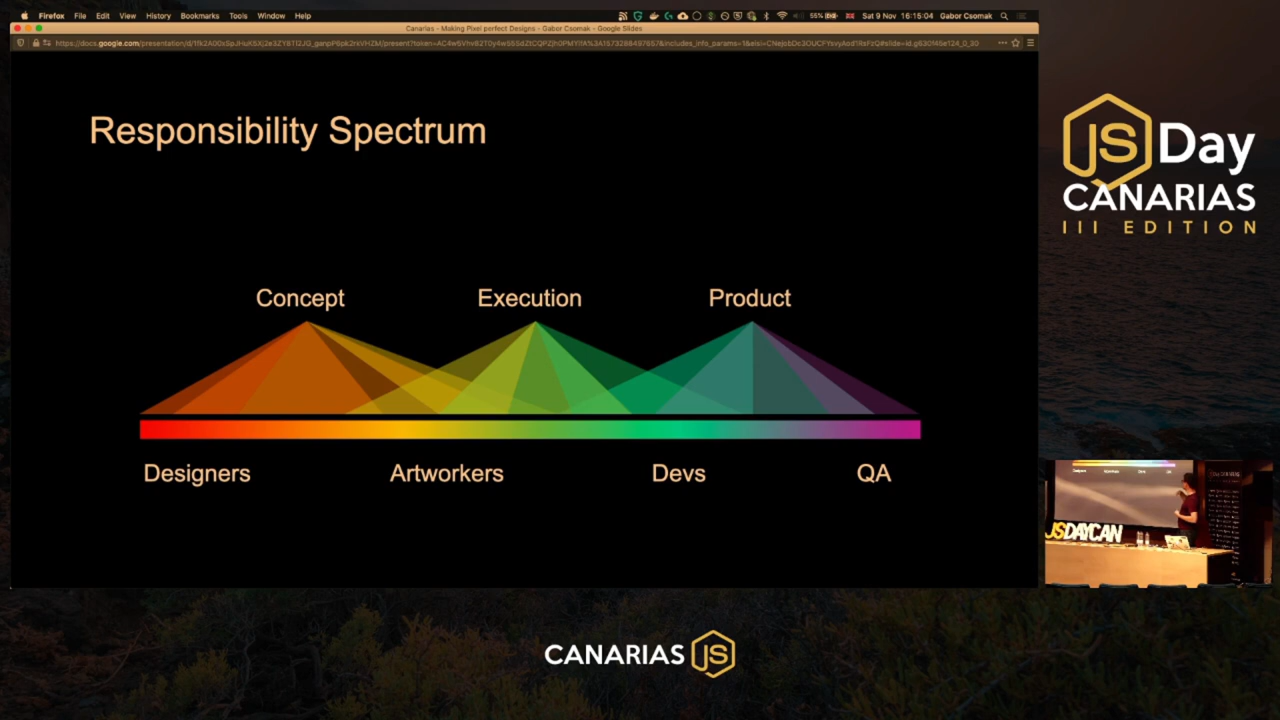 Firefox File Edit View History Bookmarks Tools Window Help 55% Sat 9 Nov 16:15:04 Gabor Csomak
Canarias - Making Pixel perfect Designs - Gabor Csomak - Google Slides
Responsibility Spectrum
Concept Execution Product
Designers Artworkers Devs QA
JS Day
CANARIAS
III EDITION
JSDAYCAN
CANARIAS JS